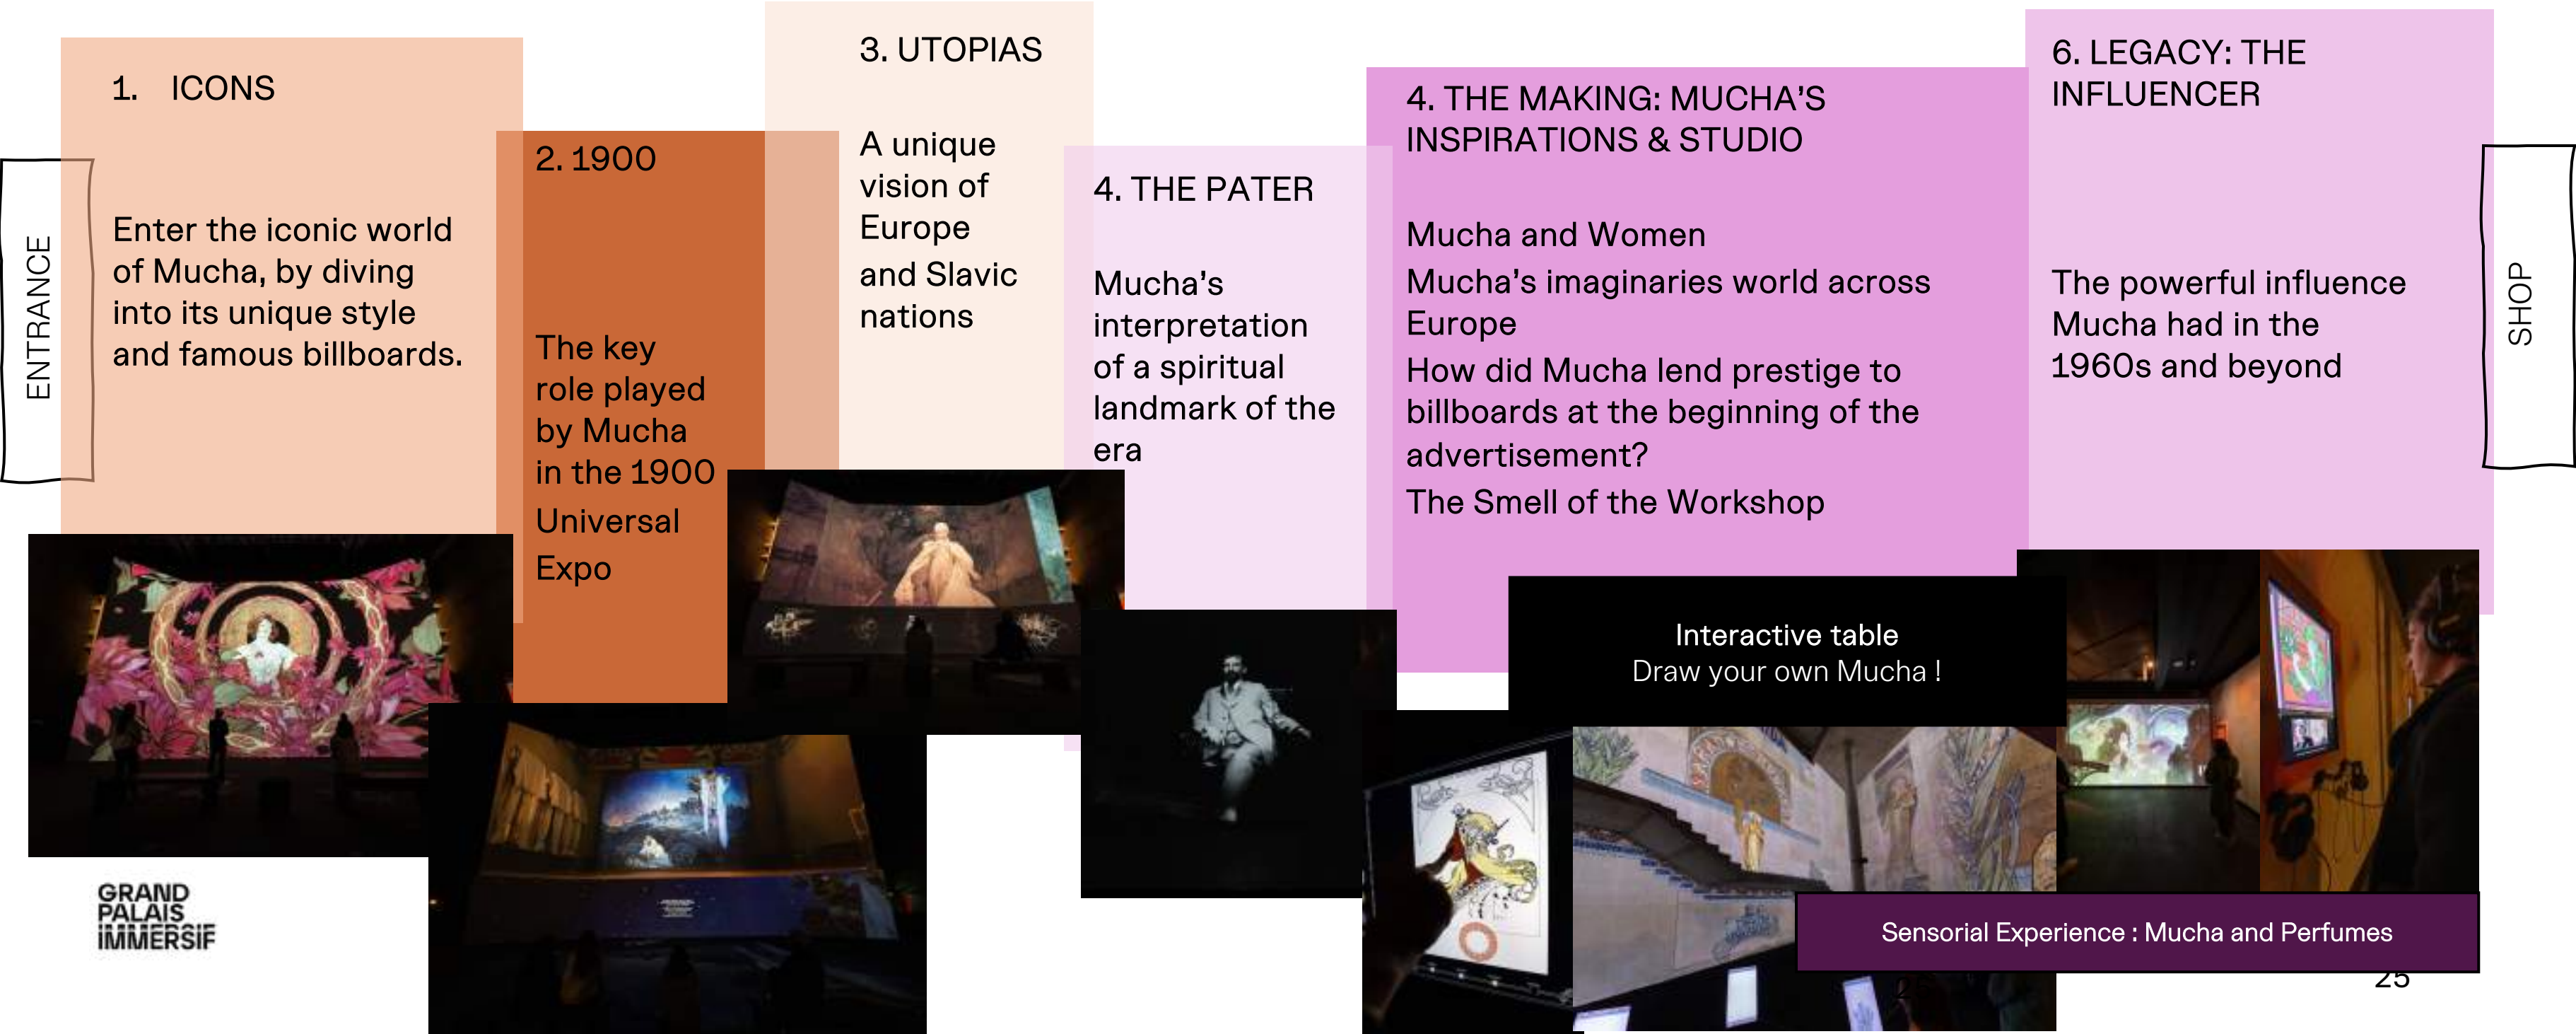 ENTRANCE
1. ICONS
Enter the iconic world
of Mucha, by diving
into its unique style
and famous billboards.
2. 1900
The key
role played
by Mucha
in the 1900
Universal
Expo
3. UTOPIAS
A unique
vision of
Europe
and Slavic
nations
4. THE PATER
Mucha’s
interpretation
of a spiritual
landmark of the
era
4. THE MAKING: MUCHA’S
INSPIRATIONS & STUDIO
Mucha and Women
Mucha’s imaginaries world across
Europe
How did Mucha lend prestige to
billboards at the beginning of the
advertisement?
The Smell of the Workshop
6. LEGACY: THE
INFLUENCER
The powerful influence
Mucha had in the
1960s and beyond
SHOP
Interactive table
Draw your own Mucha !
Sensorial Experience : Mucha and Perfumes
GRAND
PALAIS
IMMERSIF
25